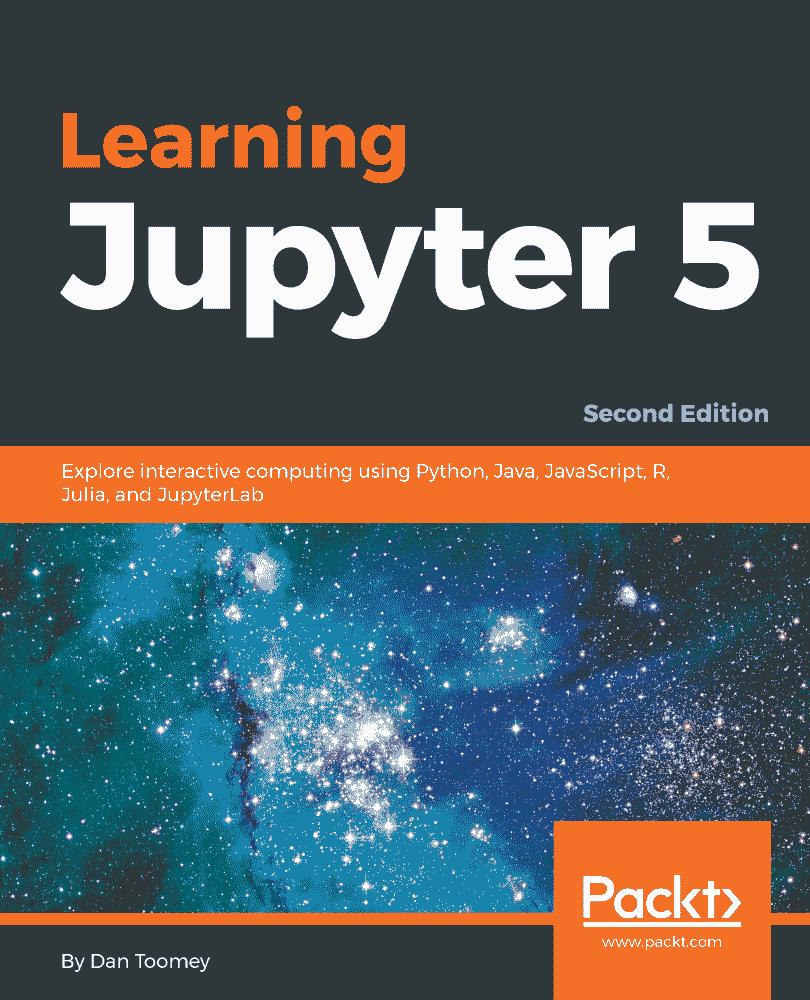 Learning
Jupyter 5
Second Edition
Explore interactive computing using Python, Java, JavaScript, R,
Julia, and JupyterLab
Packt>
www.packt.com
By Dan Toomey